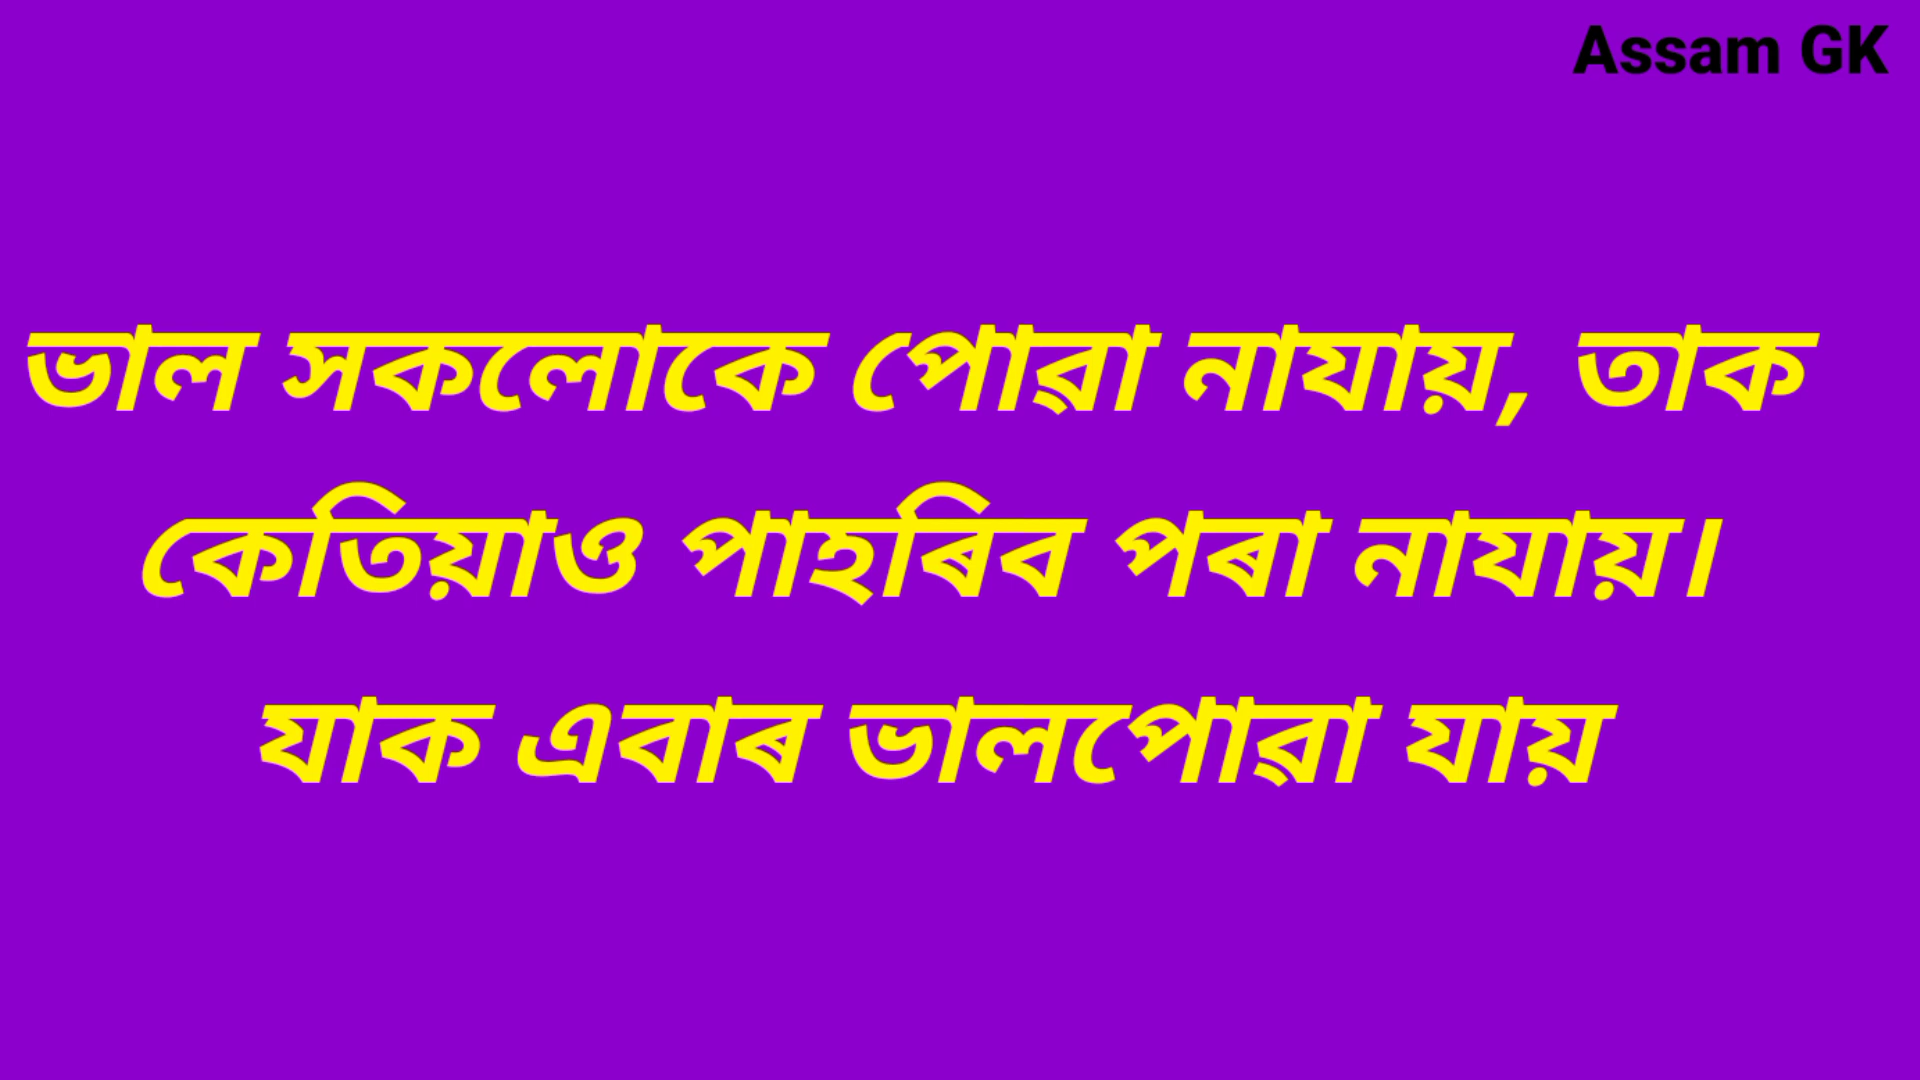 Assam GK
ভাল সকলোকে পোৱা নাযায়, তাক
কেতিয়াও পাহৰিব পৰা নাযায়।
যাক এবাৰ ভালপোৱা যায়